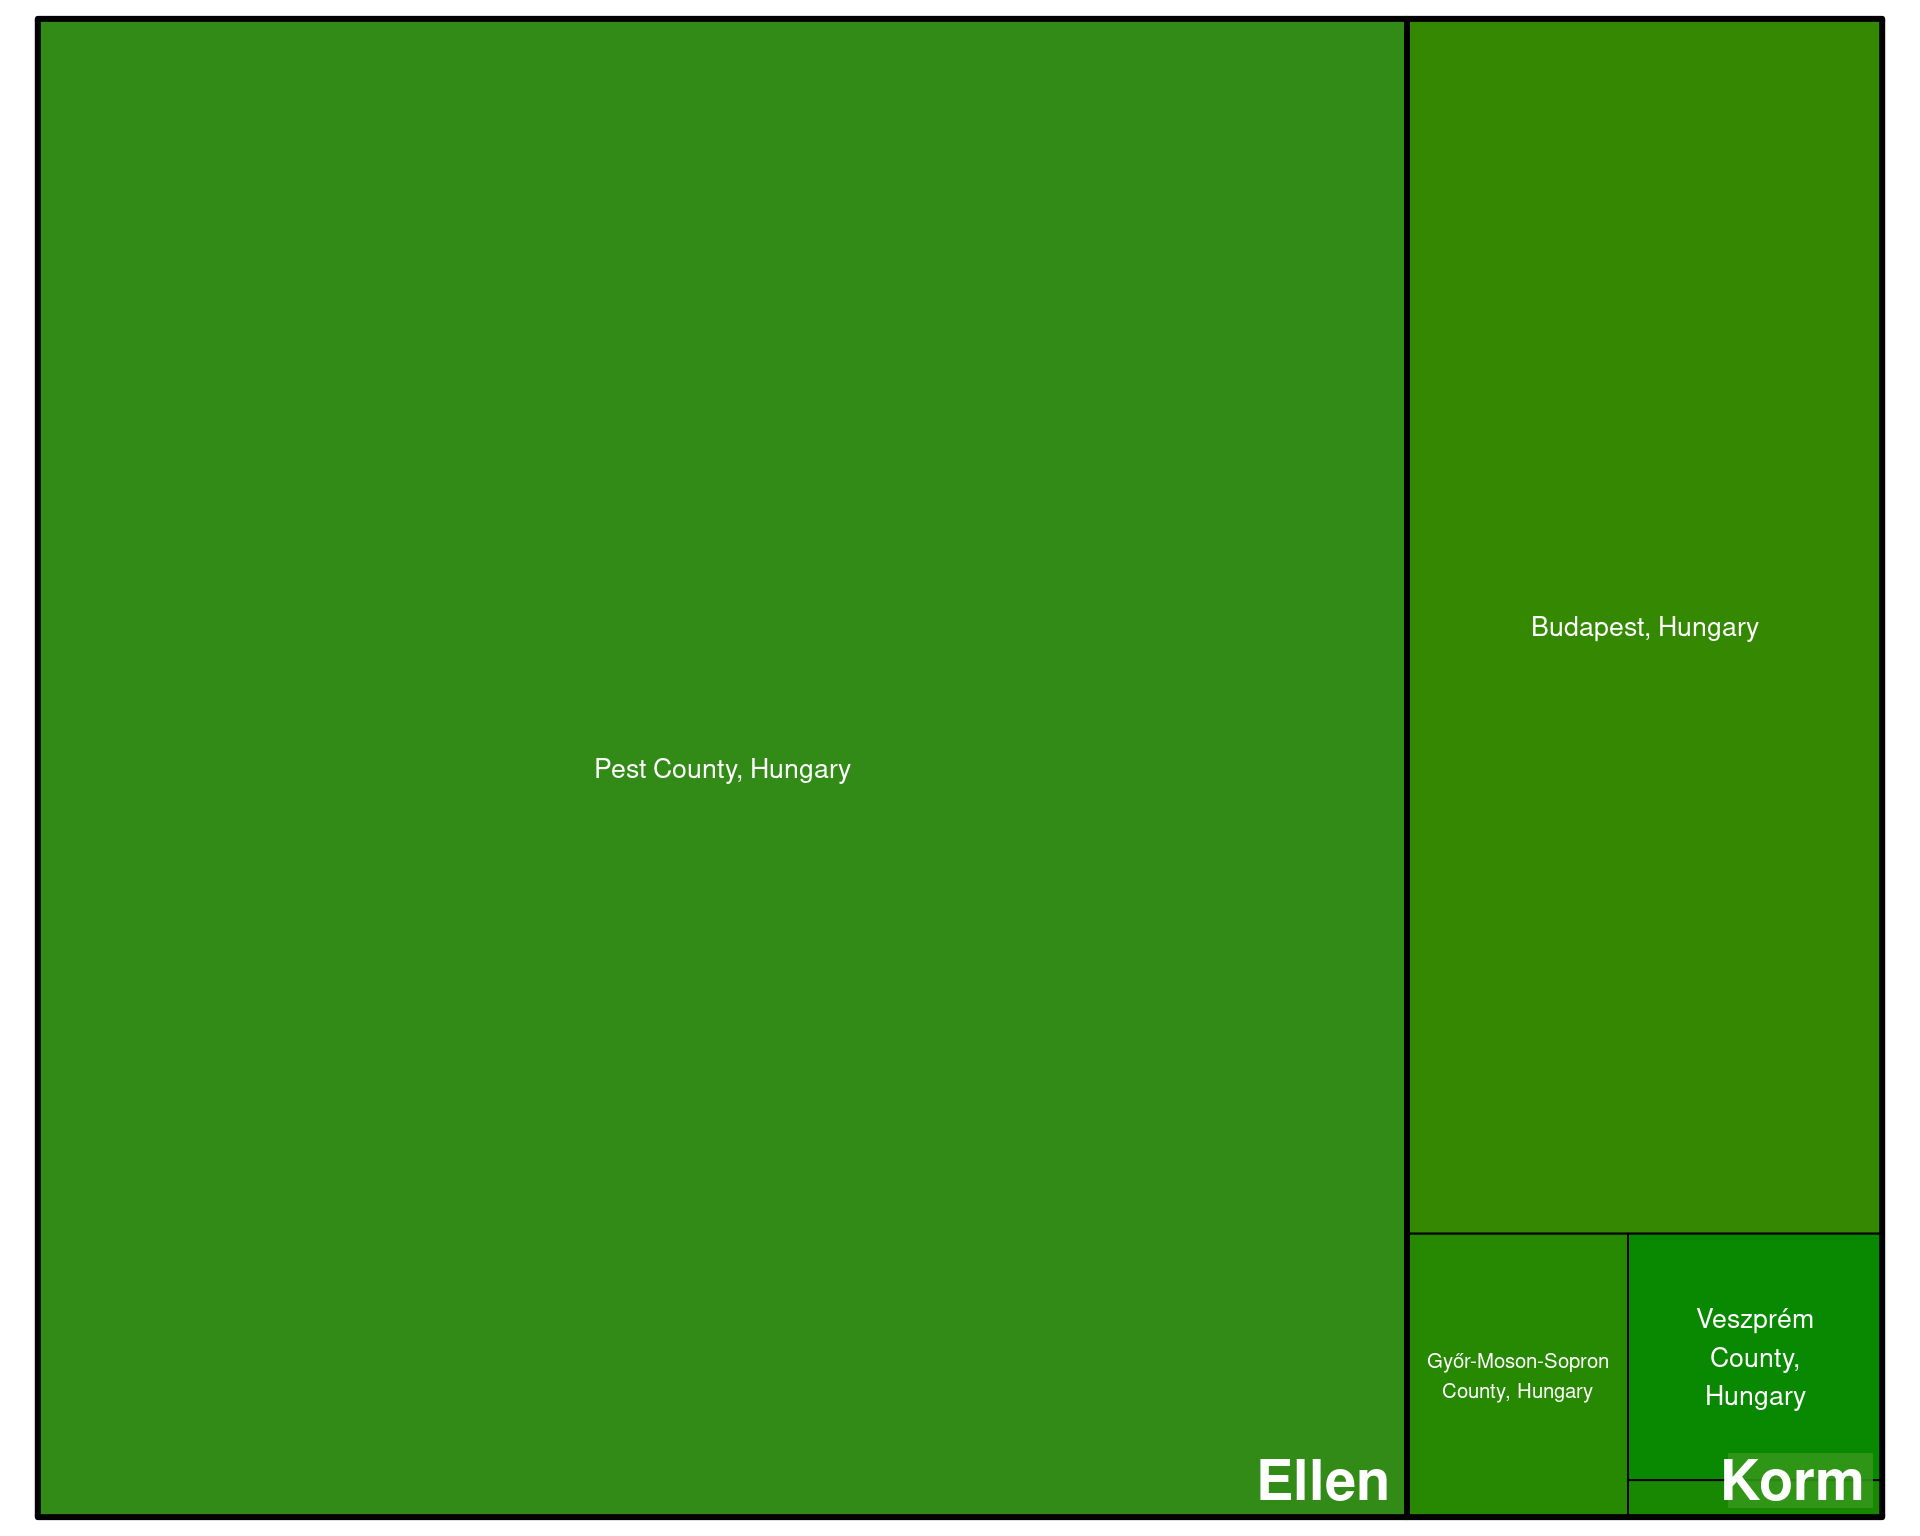 Budapest, Hungary
Pest County, Hungary
Veszprém
County,
Hungary
Győr-Moson-Sopron
County, Hungary
Ellen
Korm